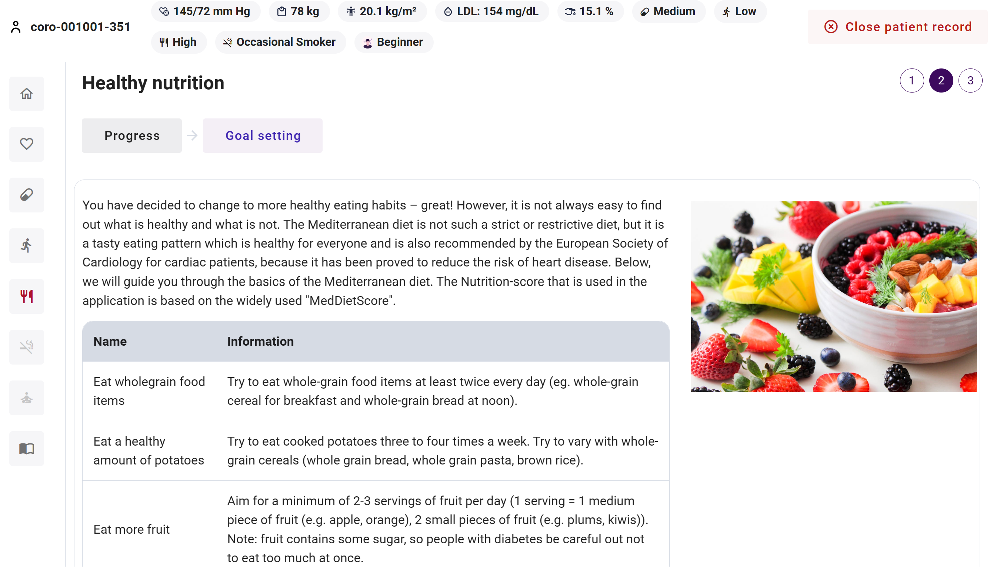 coro-001001-351
145/72 mm Hg
78 kg
20.1 kg/m²
LDL: 154 mg/dL
15.1 %
Medium
Low
High
Occasional Smoker
Beginner
Close patient record
Healthy nutrition
1
2
3
Progress
Goal setting
You have decided to change to more healthy eating habits – great! However, it is not always easy to find
out what is healthy and what is not. The Mediterranean diet is not such a strict or restrictive diet, but it is
a tasty eating pattern which is healthy for everyone and is also recommended by the European Society of
Cardiology for cardiac patients, because it has been proved to reduce the risk of heart disease. Below,
we will guide you through the basics of the Mediterranean diet. The Nutrition-score that is used in the
application is based on the widely used "MedDietScore".
Name
Information
Eat wholegrain food
items
Try to eat whole-grain food items at least twice every day (eg. whole-grain
cereal for breakfast and whole-grain bread at noon).
Eat a healthy
amount of potatoes
Try to eat cooked potatoes three to four times a week. Try to vary with whole-
grain cereals (whole grain bread, whole grain pasta, brown rice).
Eat more fruit
Aim for a minimum of 2-3 servings of fruit per day (1 serving = 1 medium
piece of fruit (e.g. apple, orange), 2 small pieces of fruit (e.g. plums, kiwis)).
Note: fruit contains some sugar, so people with diabetes be careful out not
to eat too much at once.